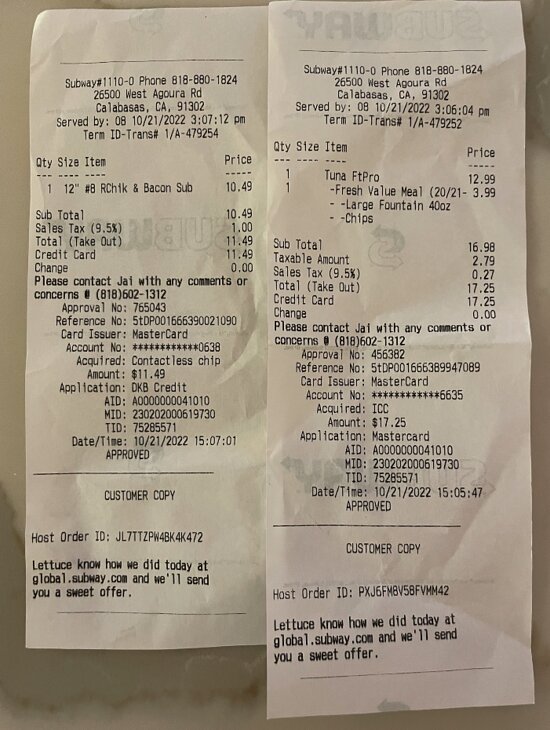 Subway#1110-0 Phone 818-880-1824
26500 West Agoura Rd
Calabasas, CA, 91302
Served by: 08 10/21/2022 3:07:12 pm
Term ID-Trans# 1/A-479254
Qty Size Item Price
--- ---- ---- -----
1 12" #8 RChik & Bacon Sub 10.49
Sub Total 10.49
Sales Tax (9.5%) 1.00
Total (Take Out) 11.49
Credit Card 11.49
Change 0.00
Please contact Jai with any comments or
concerns @ (818)602-1312
Approval No: 765043
Reference No: 5tDP001666390021090
Card Issuer: MasterCard
Account No: ***********0638
Acquired: Contactless chip
Amount: $11.49
Application: DKB Credit
AID: A0000000041010
MID: 230202000619730
TID: 75285571
Date/Time: 10/21/2022 15:07:01
APPROVED
CUSTOMER COPY
Host Order ID: JL7TTZPW4BK4K472
Lettuce know how we did today at
global.subway.com and we'll send
you a sweet offer.
SUBWAY
Subway#1110-0 Phone 818-880-1824
26500 West Agoura Rd
Calabasas, CA, 91302
Served by: 08 10/21/2022 3:06:04 pm
Term ID-Trans# 1/A-479252
Qty Size Item Price
--- ---- ---- -----
1 Tuna FtPro 12.99
1 -Fresh Value Meal (20/21- 3.99
- -Large Fountain 40oz
- -Chips
Sub Total 16.98
Taxable Amount 2.79
Sales Tax (9.5%) 0.27
Total (Take Out) 17.25
Credit Card 17.25
Change 0.00
Please contact Jai with any comments or
concerns @ (818)602-1312
Approval No: 456382
Reference No: 5tDP001666389947089
Card Issuer: MasterCard
Account No: ************6635
Acquired: ICC
Amount: $17.25
Application: Mastercard
AID: A0000000041010
MID: 230202000619730
TID: 75285571
Date/Time: 10/21/2022 15:05:47
APPROVED
CUSTOMER COPY
Host Order ID: PXJ6FM8V58FVMM42
Lettuce know how we did today at
global.subway.com and we'll send
you a sweet offer.